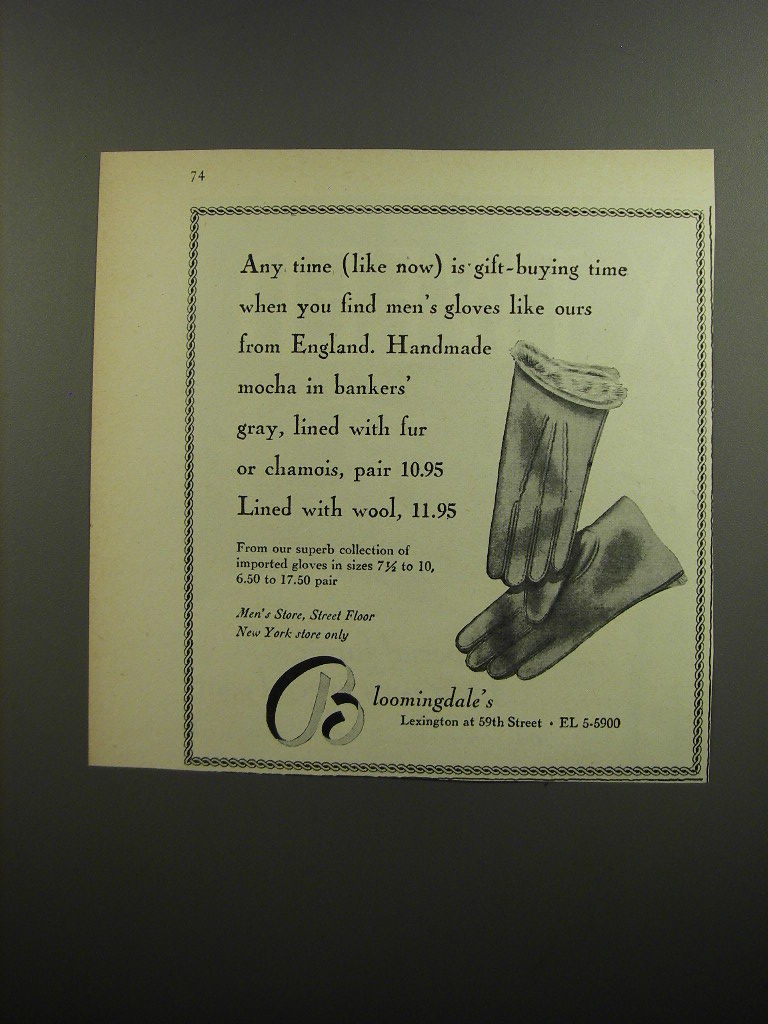 74
Any time (like now) is gift-buying time
when you find men's gloves like ours
from England. Handmade
mocha in bankers'
gray, lined with fur
or chamois, pair 10.95
Lined with wool, 11.95
From our superb collection of
imported gloves in sizes 7½ to 10,
6.50 to 17.50 pair
Men's Store, Street Floor
New York store only
Bloomingdale's
Lexington at 59th Street • EL 5-5900